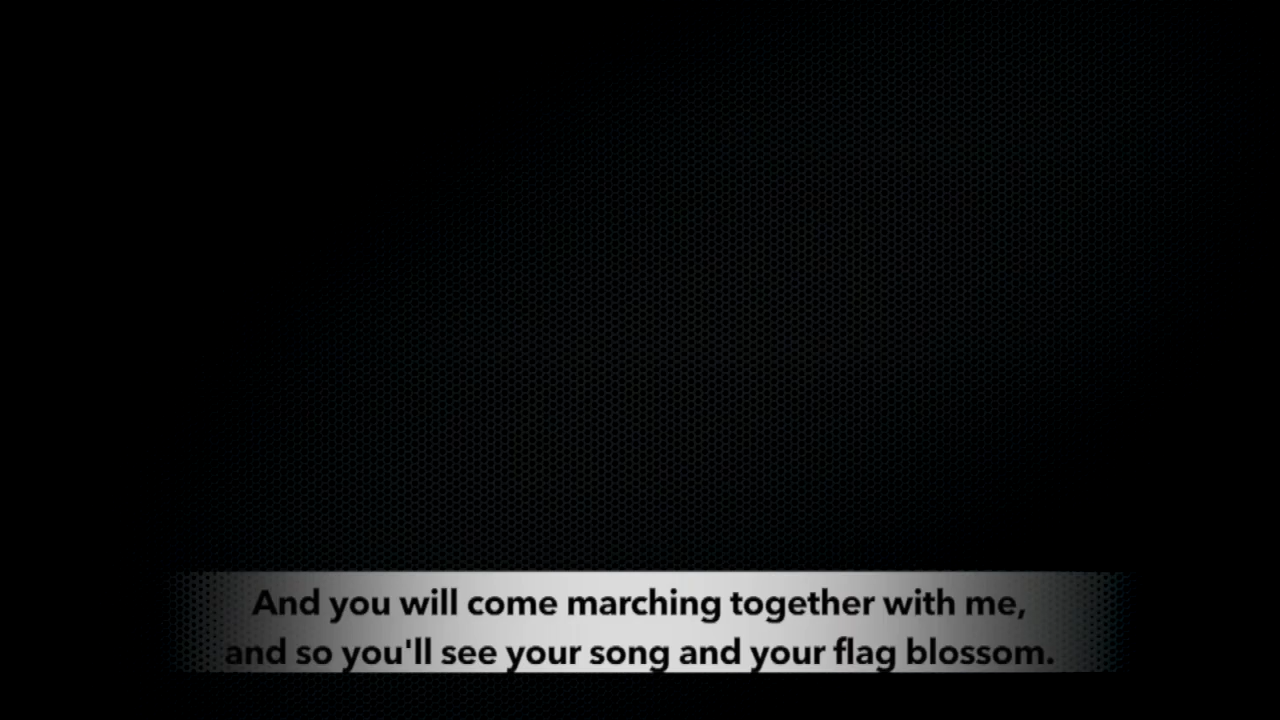 And you will come marching together with me,
and so you'll see your song and your flag blossom.